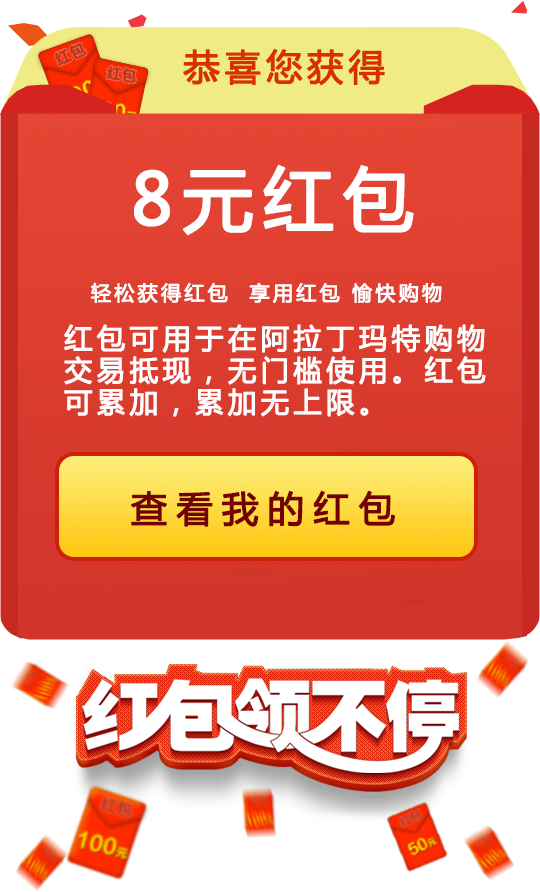 恭喜您获得
红包
红包
8元红包
轻松获得红包 享用红包 愉快购物
红包可用于在阿拉丁玛特购物
交易抵现，无门槛使用。红包
可累加，累加无上限。
查看我的红包
红包领不停
红包
100元
红包
50元